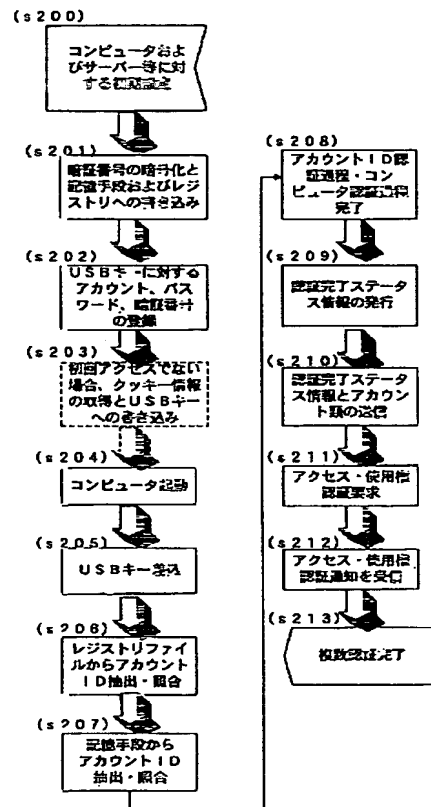 (s200)
コンピュータおよ
びサーバー等に対
する初期設定
(s201)
暗証番号の暗号化と
記憶手段およびレジ
ストリへの書き込み
(s202)
USBキーに対する
アカウント、パス
ワード、暗証番号
の登録
(s203)
初回アクセスでない
場合、クッキー情報
の取得とUSBキー
への書き込み
(s204)
コンピュータ起動
(s205)
USBキー差込
(s206)
レジストリファイ
ルからアカウント
ID抽出・照合
(s207)
記憶手段から
アカウントID
抽出・照合
(s208)
アカウントID認
証過程・コン
ピュータ認証過程
完了
(s209)
認証完了ステータ
ス情報の発行
(s210)
認証完了ステータ
ス情報とアカウン
ト類の送信
(s211)
アクセス・使用権
認証要求
(s212)
アクセス・使用権
認証通知を受信
(s213)
複数認証完了